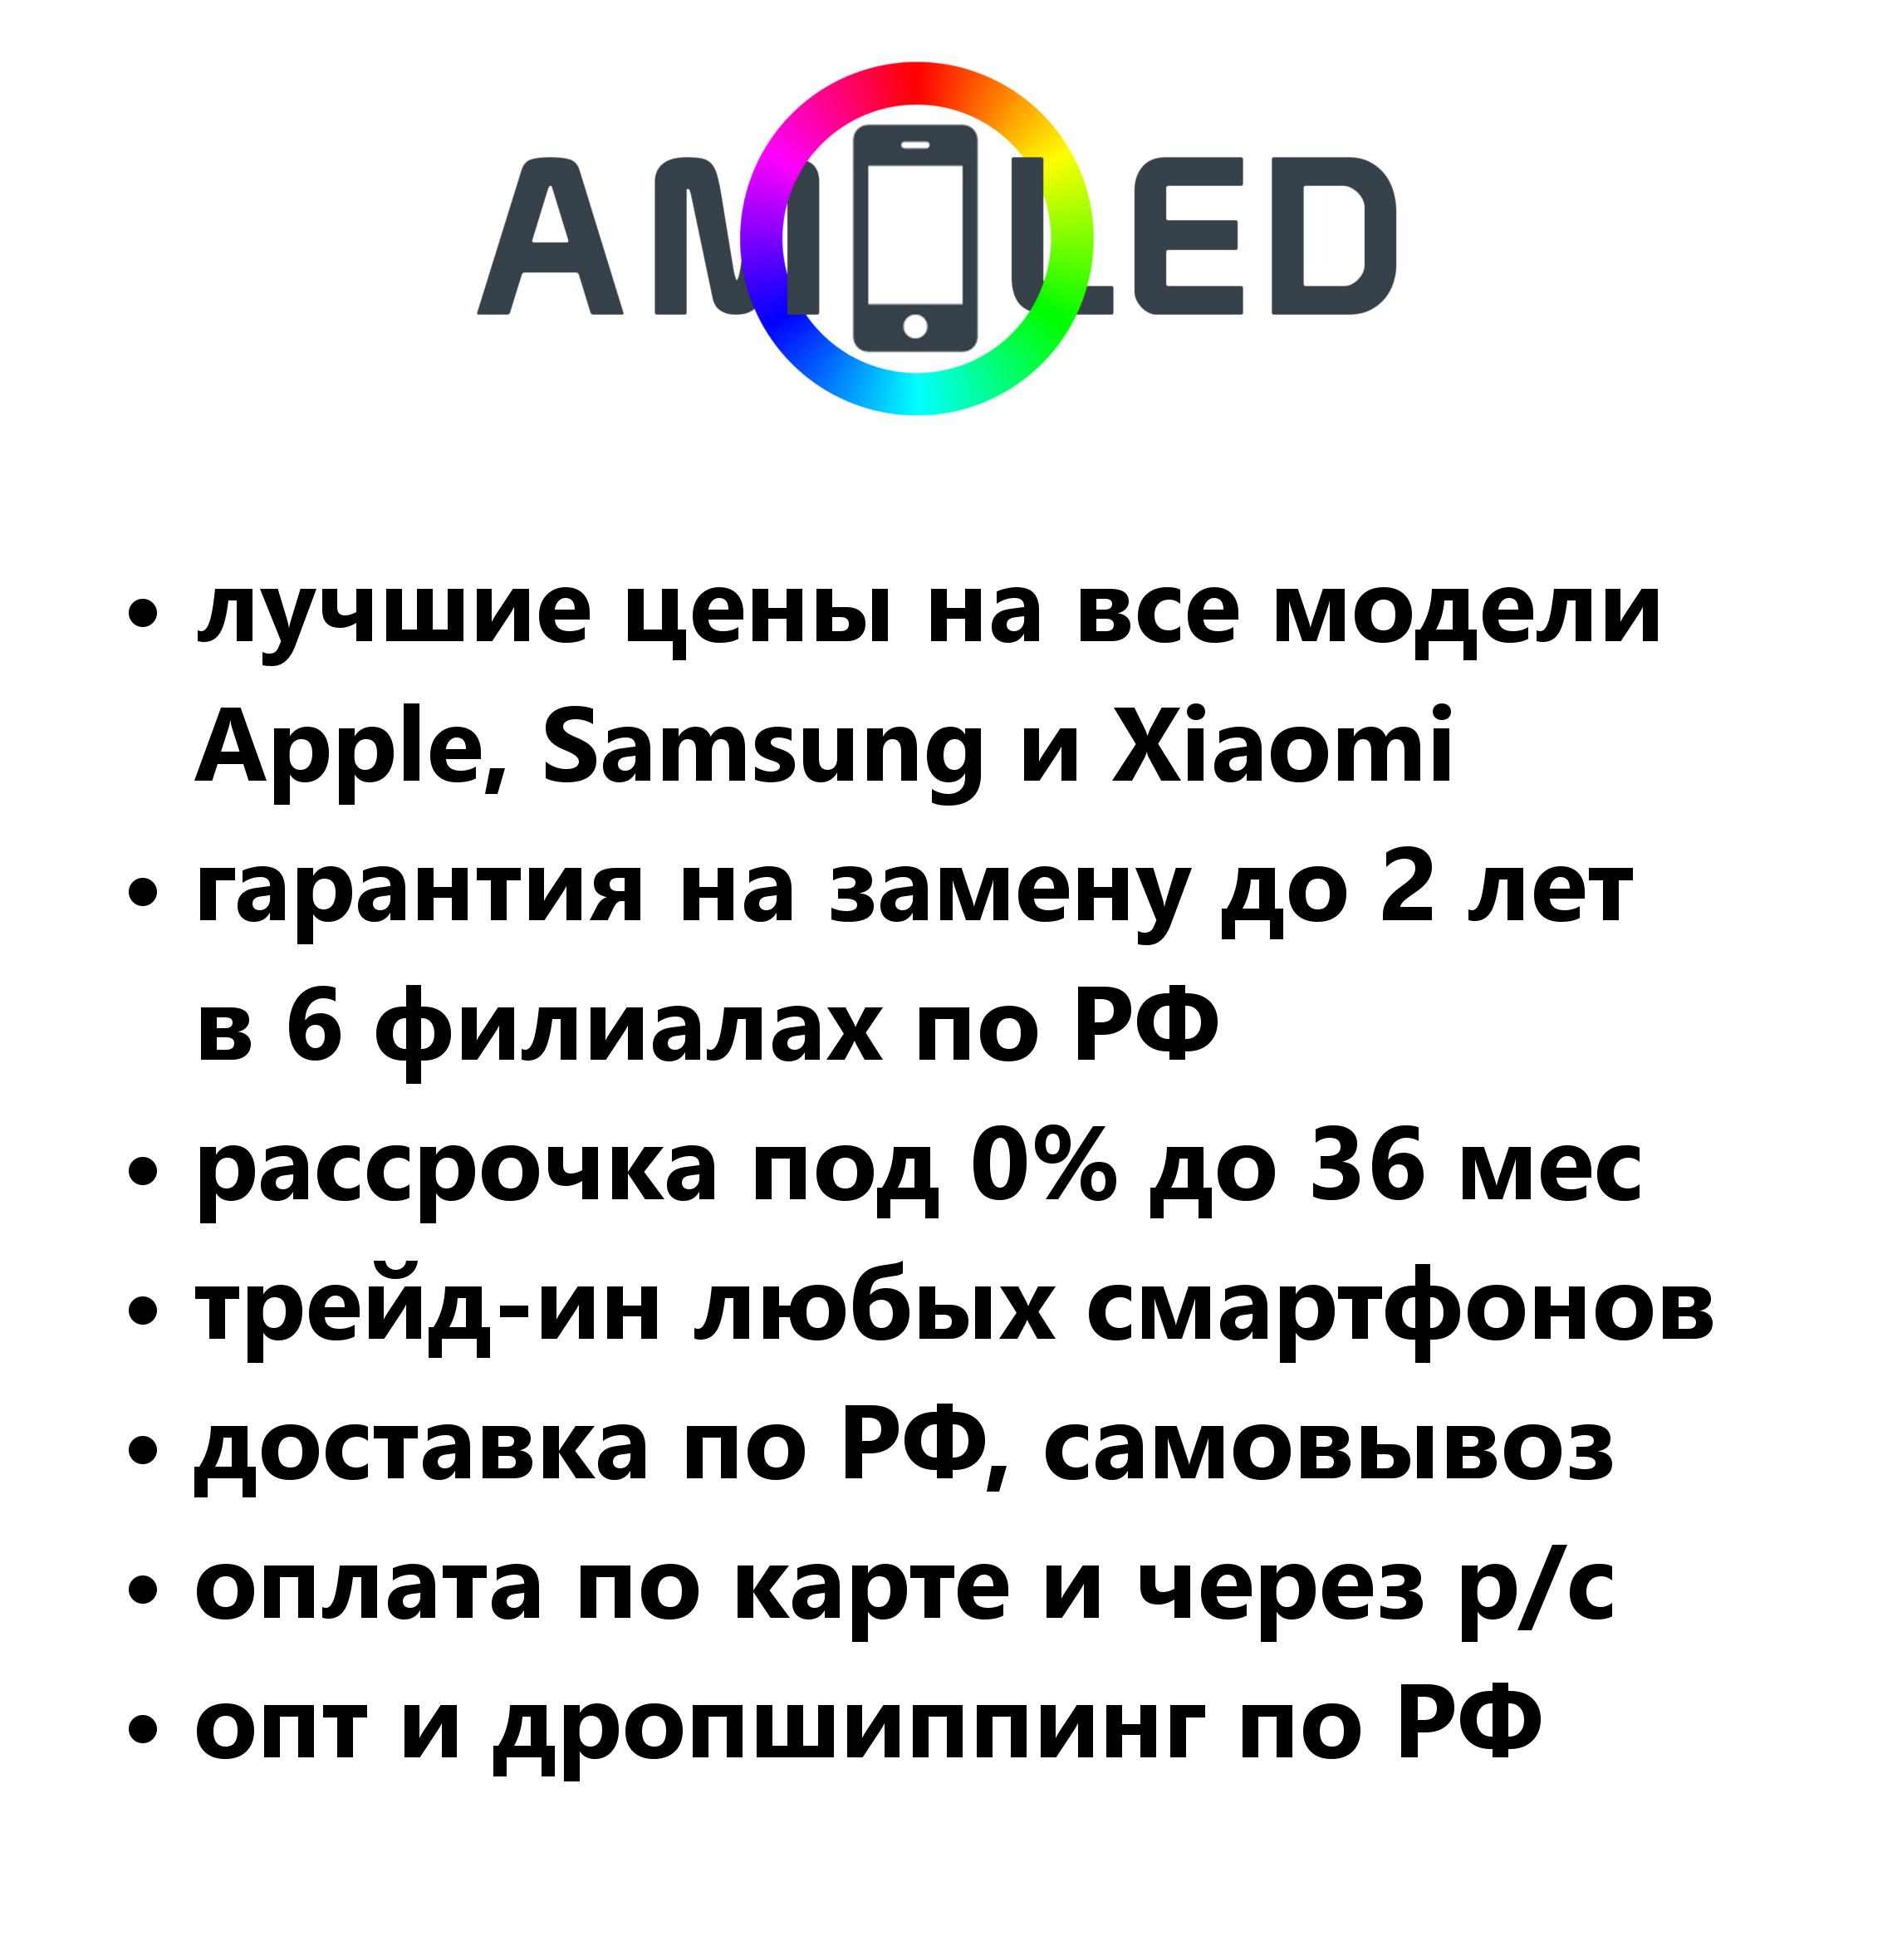 AMOLED
• лучшие цены на все модели
Apple, Samsung и Xiaomi
• гарантия на замену до 2 лет
в 6 филиалах по РФ
• рассрочка под 0% до 36 мес
• трейд-ин любых смартфонов
• доставка по РФ, самовывоз
• оплата по карте и через р/с
• опт и дропшиппинг по РФ